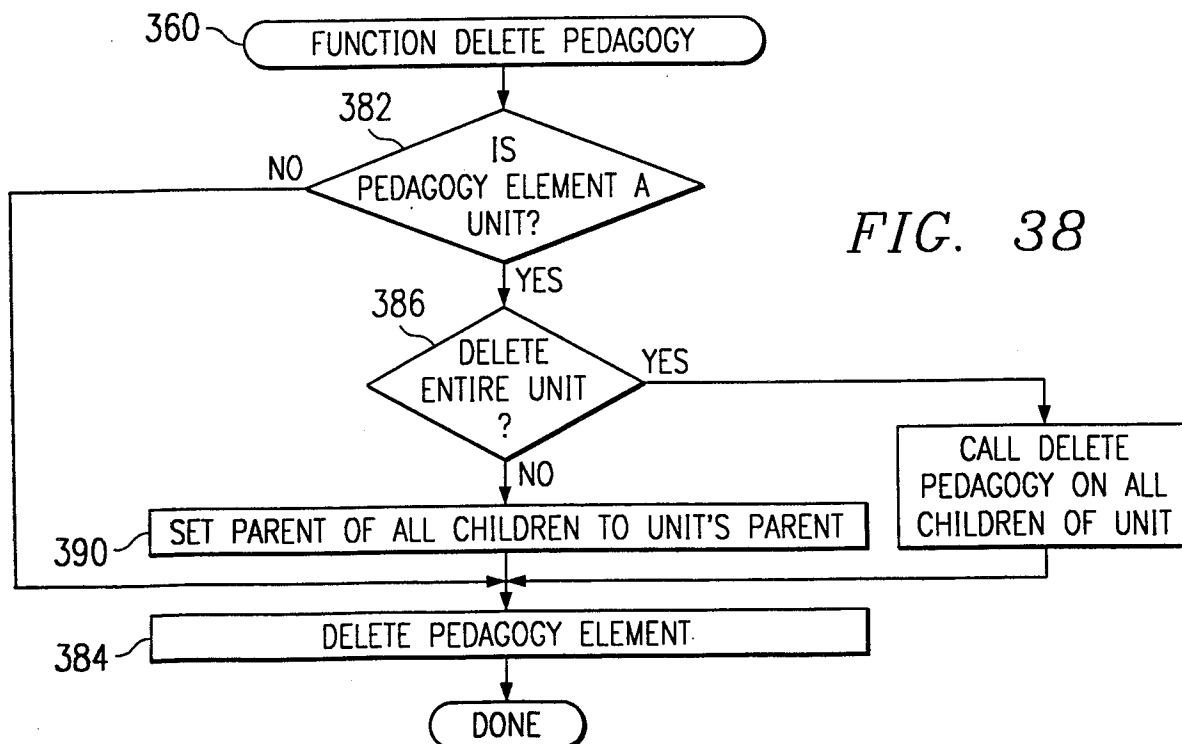 360
FUNCTION DELETE PEDAGOGY
382
NO
IS
PEDAGOGY ELEMENT A
UNIT?
FIG. 38
YES
386
DELETE
ENTIRE UNIT
?
YES
NO
CALL DELETE
PEDAGOGY ON ALL
CHILDREN OF UNIT
390
SET PARENT OF ALL CHILDREN TO UNIT'S PARENT
384
DELETE PEDAGOGY ELEMENT
DONE